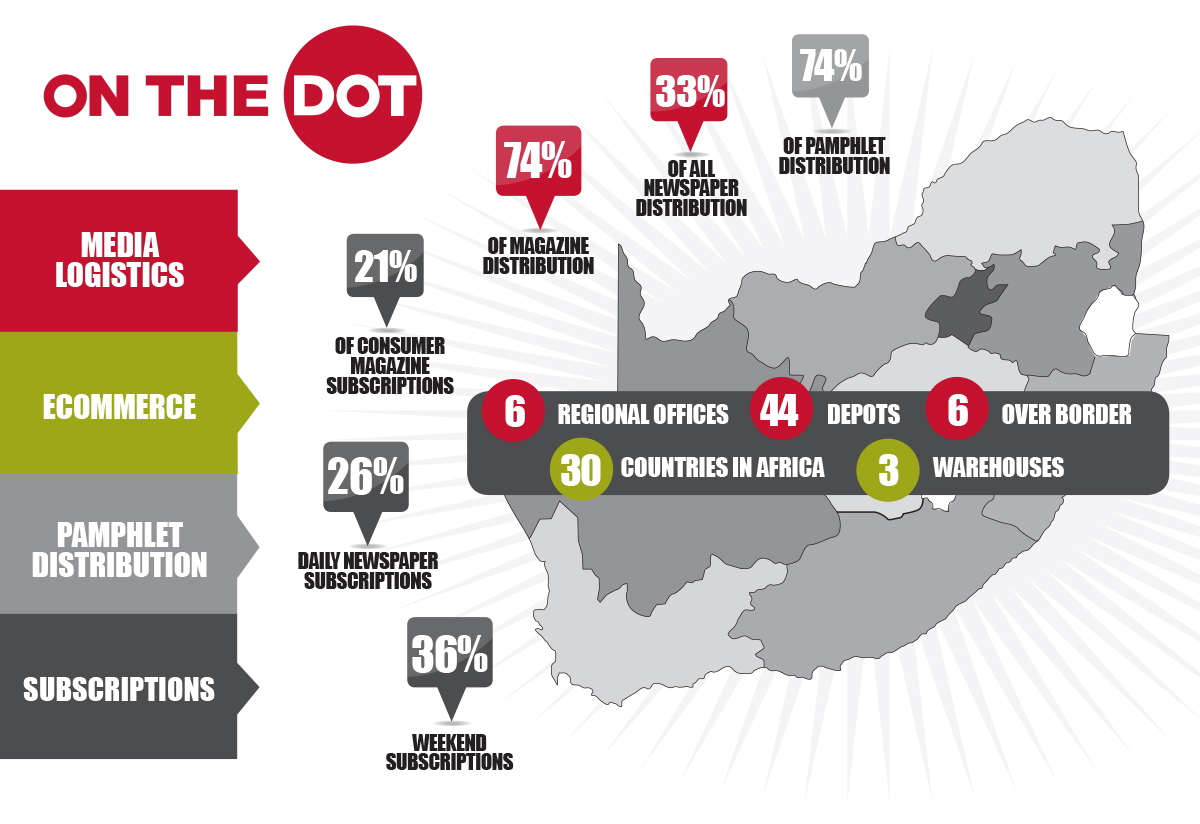 ON THE DOT
MEDIA
LOGISTICS
ECOMMERCE
PAMPHLET
DISTRIBUTION
SUBSCRIPTIONS
21%
OF CONSUMER
MAGAZINE
SUBSCRIPTIONS
26%
DAILY NEWSPAPER
SUBSCRIPTIONS
36%
WEEKEND
SUBSCRIPTIONS
74%
OF MAGAZINE
DISTRIBUTION
33%
OF ALL
NEWSPAPER
DISTRIBUTION
74%
OF PAMPHLET
DISTRIBUTION
6 REGIONAL OFFICES 44 DEPOTS 6 OVER BORDER
30 COUNTRIES IN AFRICA 3 WAREHOUSES